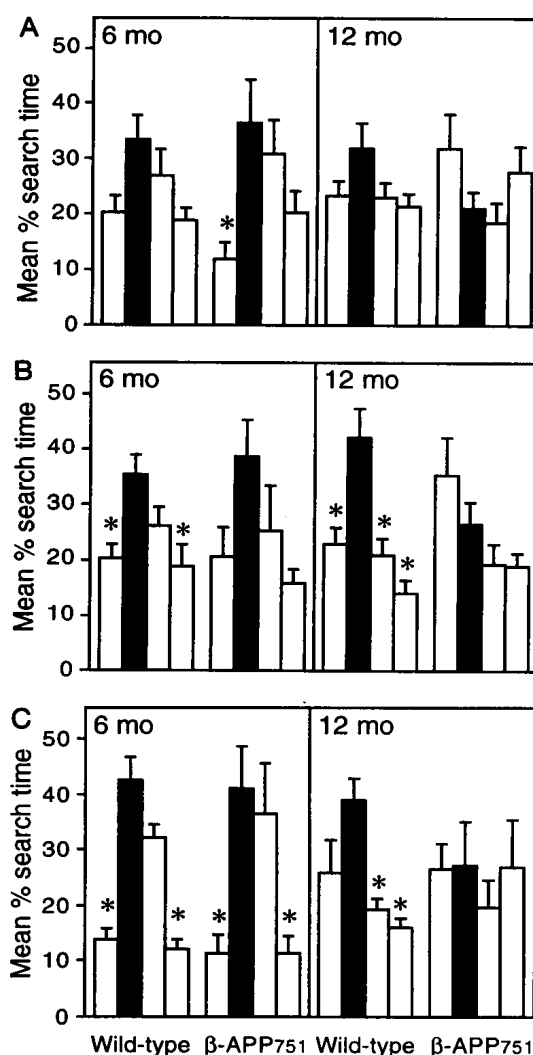 A
6 mo
12 mo
Mean % search time
50
40
30
20
10
0
*
B
6 mo
12 mo
Mean % search time
50
40
30
20
10
0
* * * * *
C
6 mo
12 mo
Mean % search time
50
40
30
20
10
0
* * * * * *
Wild-type β-APP751 Wild-type β-APP751